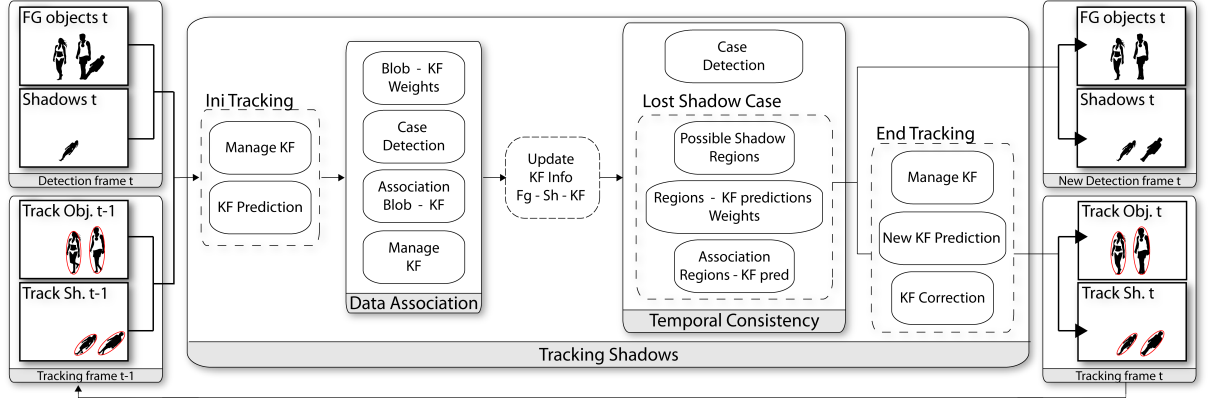 FG objects t
Shadows t
Detection frame t
Track Obj. t-1
Track Sh. t-1
Tracking frame t-1
Ini Tracking
Manage KF
KF Prediction
Blob - KF
Weights
Case
Detection
Association
Blob - KF
Manage
KF
Data Association
Update
KF Info
Fg - Sh - KF
Case
Detection
Lost Shadow Case
Possible Shadow
Regions
Regions - KF predictions
Weights
Association
Regions - KF pred
Temporal Consistency
End Tracking
Manage KF
New KF Prediction
KF Correction
Tracking Shadows
FG objects t
Shadows t
New Detection frame t
Track Obj. t
Track Sh. t
Tracking frame t